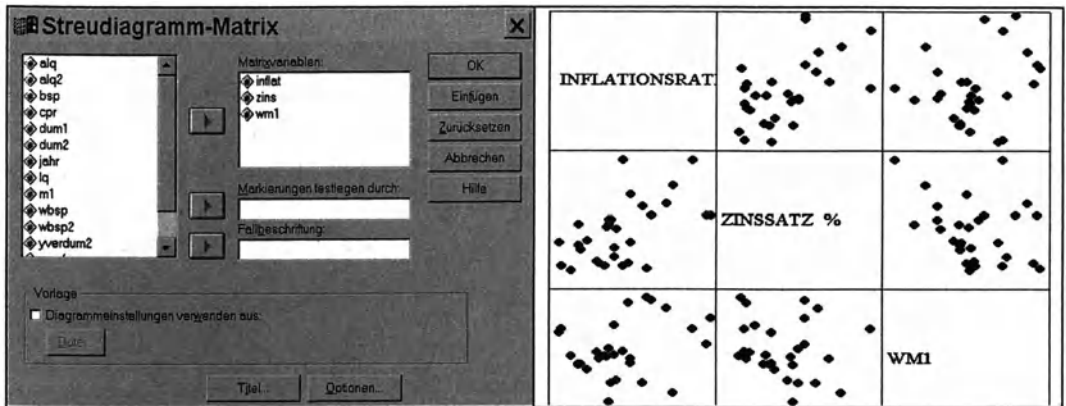 Streudiagramm-Matrix
alq
alq2
bsp
cpr
dum1
dum2
jahr
lq
m1
wbsp
wbsp2
yverdum2
Matrixvariablen:
inflat
zins
wm1
Markierungen festlegen durch:
Fallbeschriftung:
OK
Einfügen
Zurücksetzen
Abbrechen
Hilfe
Vorlage
Diagrammeinstellungen verwenden aus:
Datei
Titel...
Optionen...
INFLATIONSRAT
ZINSSATZ %
WM1